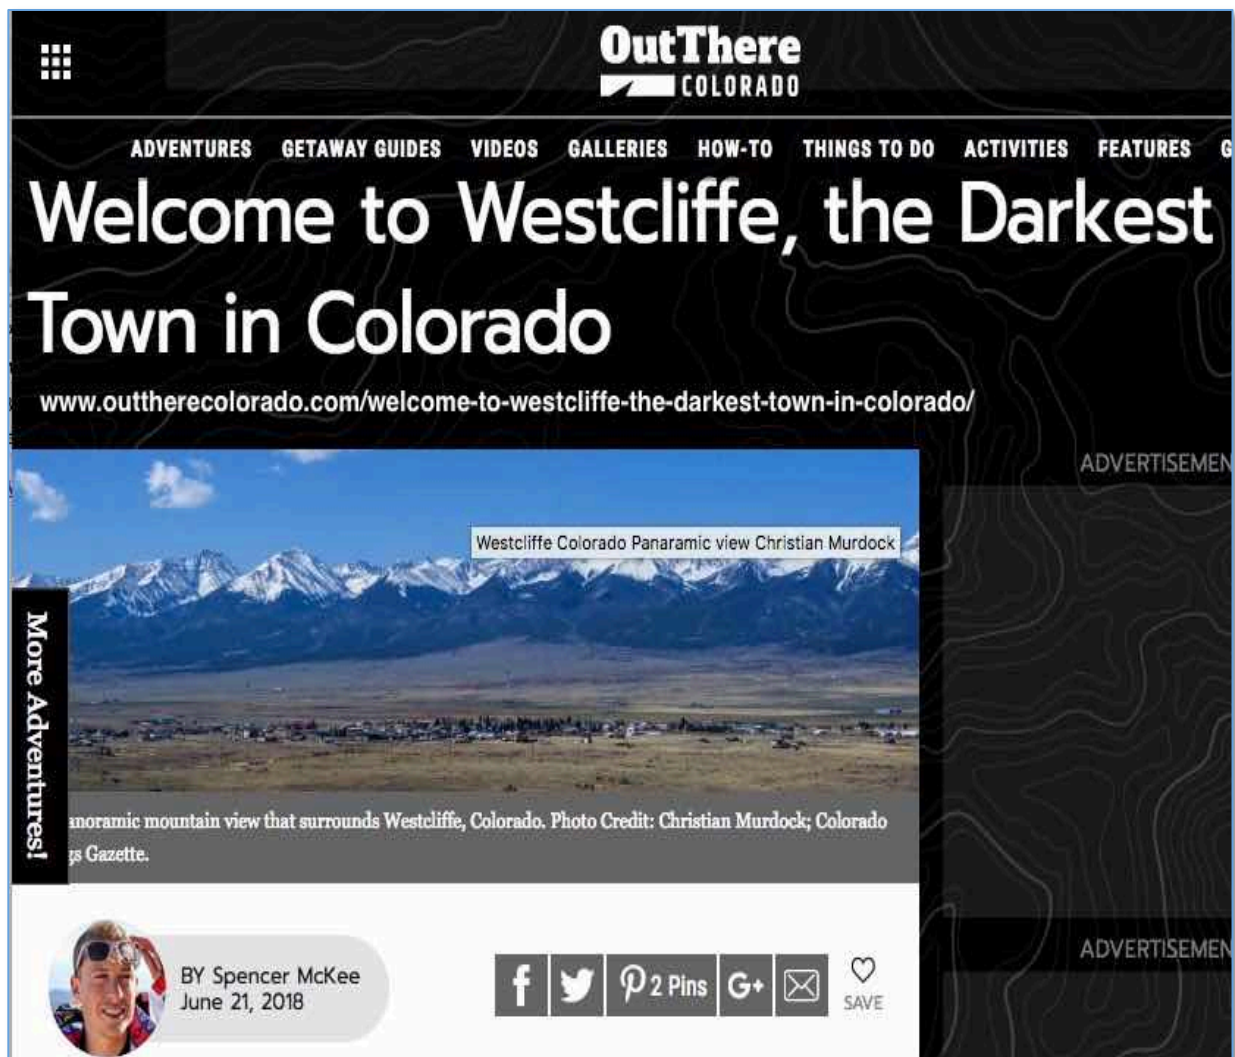 OutThere
COLORADO
ADVENTURES GETAWAY GUIDES VIDEOS GALLERIES HOW-TO THINGS TO DO ACTIVITIES FEATURES G
Welcome to Westcliffe, the Darkest
Town in Colorado
www.outtherecolorado.com/welcome-to-westcliffe-the-darkest-town-in-colorado/
ADVERTISEMEN
Westcliffe Colorado Panaramic view Christian Murdock
More Adventures!
anoramic mountain view that surrounds Westcliffe, Colorado. Photo Credit: Christian Murdock; Colorado
gs Gazette.
ADVERTISEMEN
BY Spencer McKee
June 21, 2018
f
2 Pins
G+
SAVE